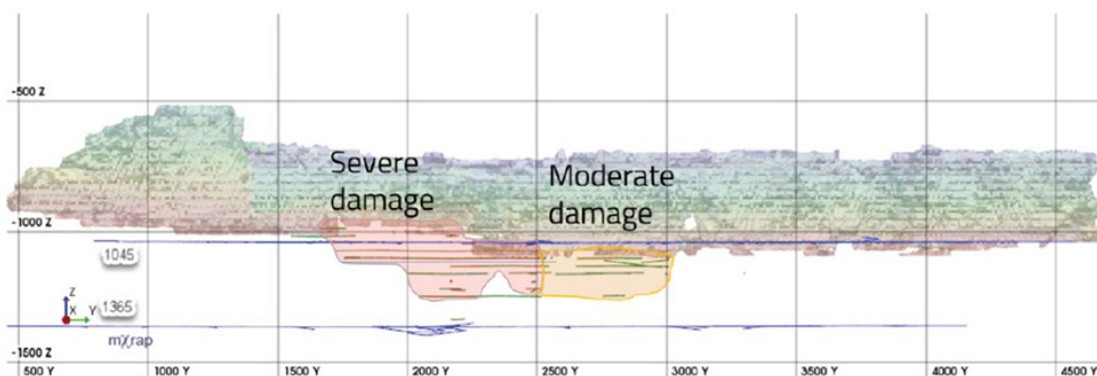 -500 Z
Severe
damage
Moderate
damage
-1000 Z
1045
Z
X Y
1365
mXrap
-1500 Z
500 Y 1000 Y 1500 Y 2000 Y 2500 Y 3000 Y 3500 Y 4000 Y 4500 Y